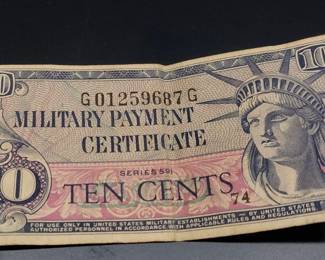 10
G01259687G
MILITARY PAYMENT
CERTIFICATE
SERIES 591
TEN CENTS
74
FOR USE ONLY IN UNITED STATES MILITARY ESTABLISHMENTS - BY UNITED STATES
AUTHORIZED PERSONNEL IN ACCORDANCE WITH APPLICABLE RULES AND REGULATIONS.